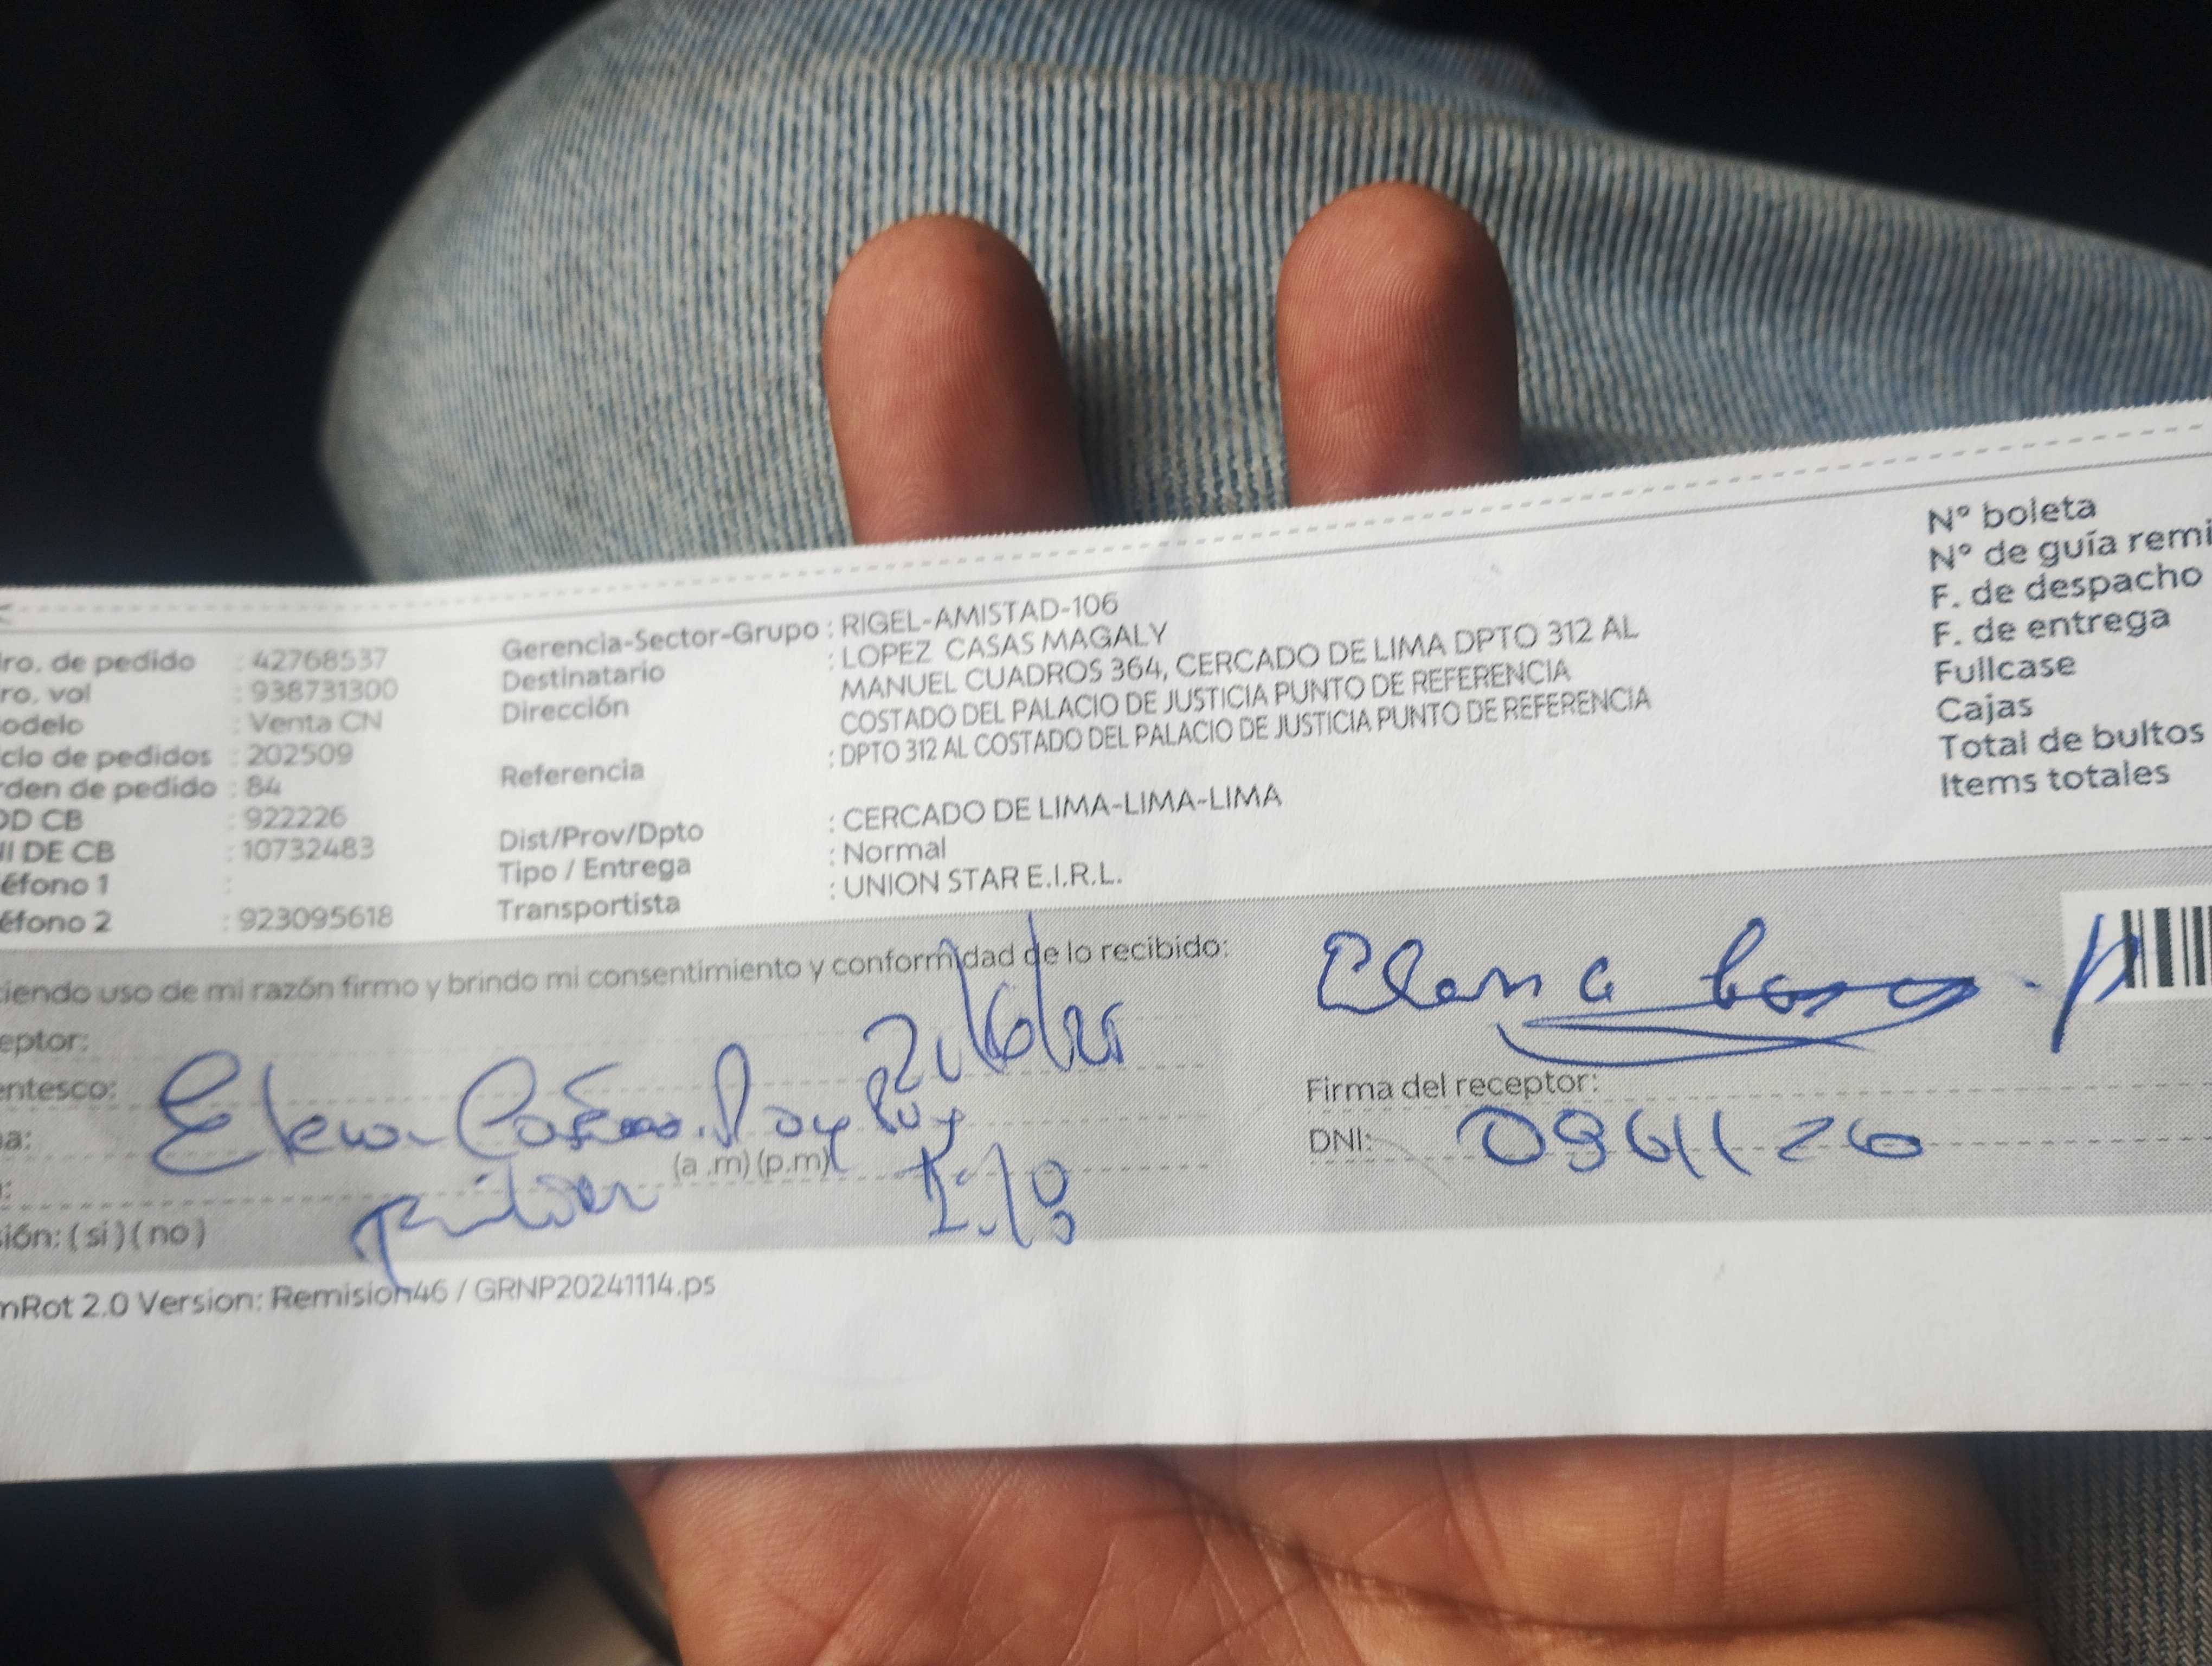 ro. de pedido : 42768537
ro. vol : 938731300
odelo : Venta CN
clo de pedidos : 202509
rden de pedido : 84
OD CB : 922226
NI DE CB : 10732483
éfono 1 :
éfono 2 : 923095618
Gerencia-Sector-Grupo : RIGEL-AMISTAD-106
Destinatario : LOPEZ CASAS MAGALY
Dirección MANUEL CUADROS 364, CERCADO DE LIMA DPTO 312 AL
COSTADO DEL PALACIO DE JUSTICIA PUNTO DE REFERENCIA
Referencia : DPTO 312 AL COSTADO DEL PALACIO DE JUSTICIA PUNTO DE REFERENCIA
Dist/Prov/Dpto : CERCADO DE LIMA-LIMA-LIMA
Tipo / Entrega : Normal
Transportista : UNION STAR E.I.R.L.
N° boleta
N° de guía remi
F. de despacho
F. de entrega
Fullcase
Cajas
Total de bultos
Items totales
ciendo uso de mi razón firmo y brindo mi consentimiento y conformidad de lo recibido:
eptor:
entesco:
a:
(a .m) (p.m)
sión: ( si ) ( no )
Elena
Firma del receptor:
DNI:
mRot 2.0 Version: Remision46 / GRNP20241114.ps